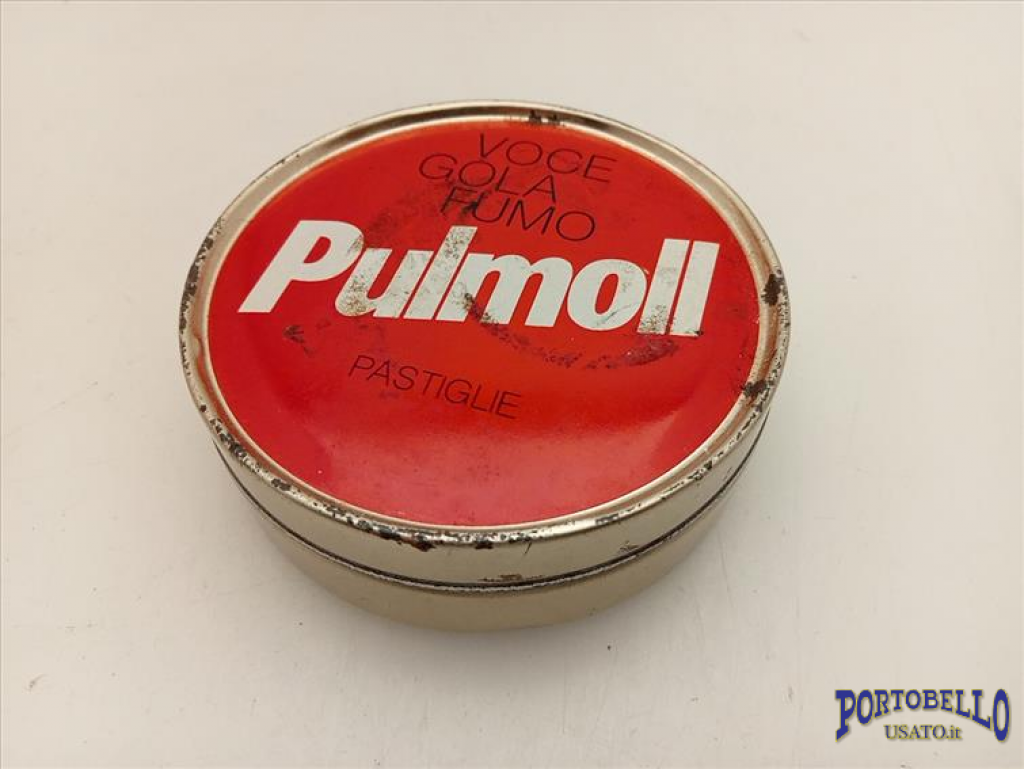 VOCE
GOLA
FUMO
Pulmoll
PASTIGLIE
PORTOBELLO
USATO.it